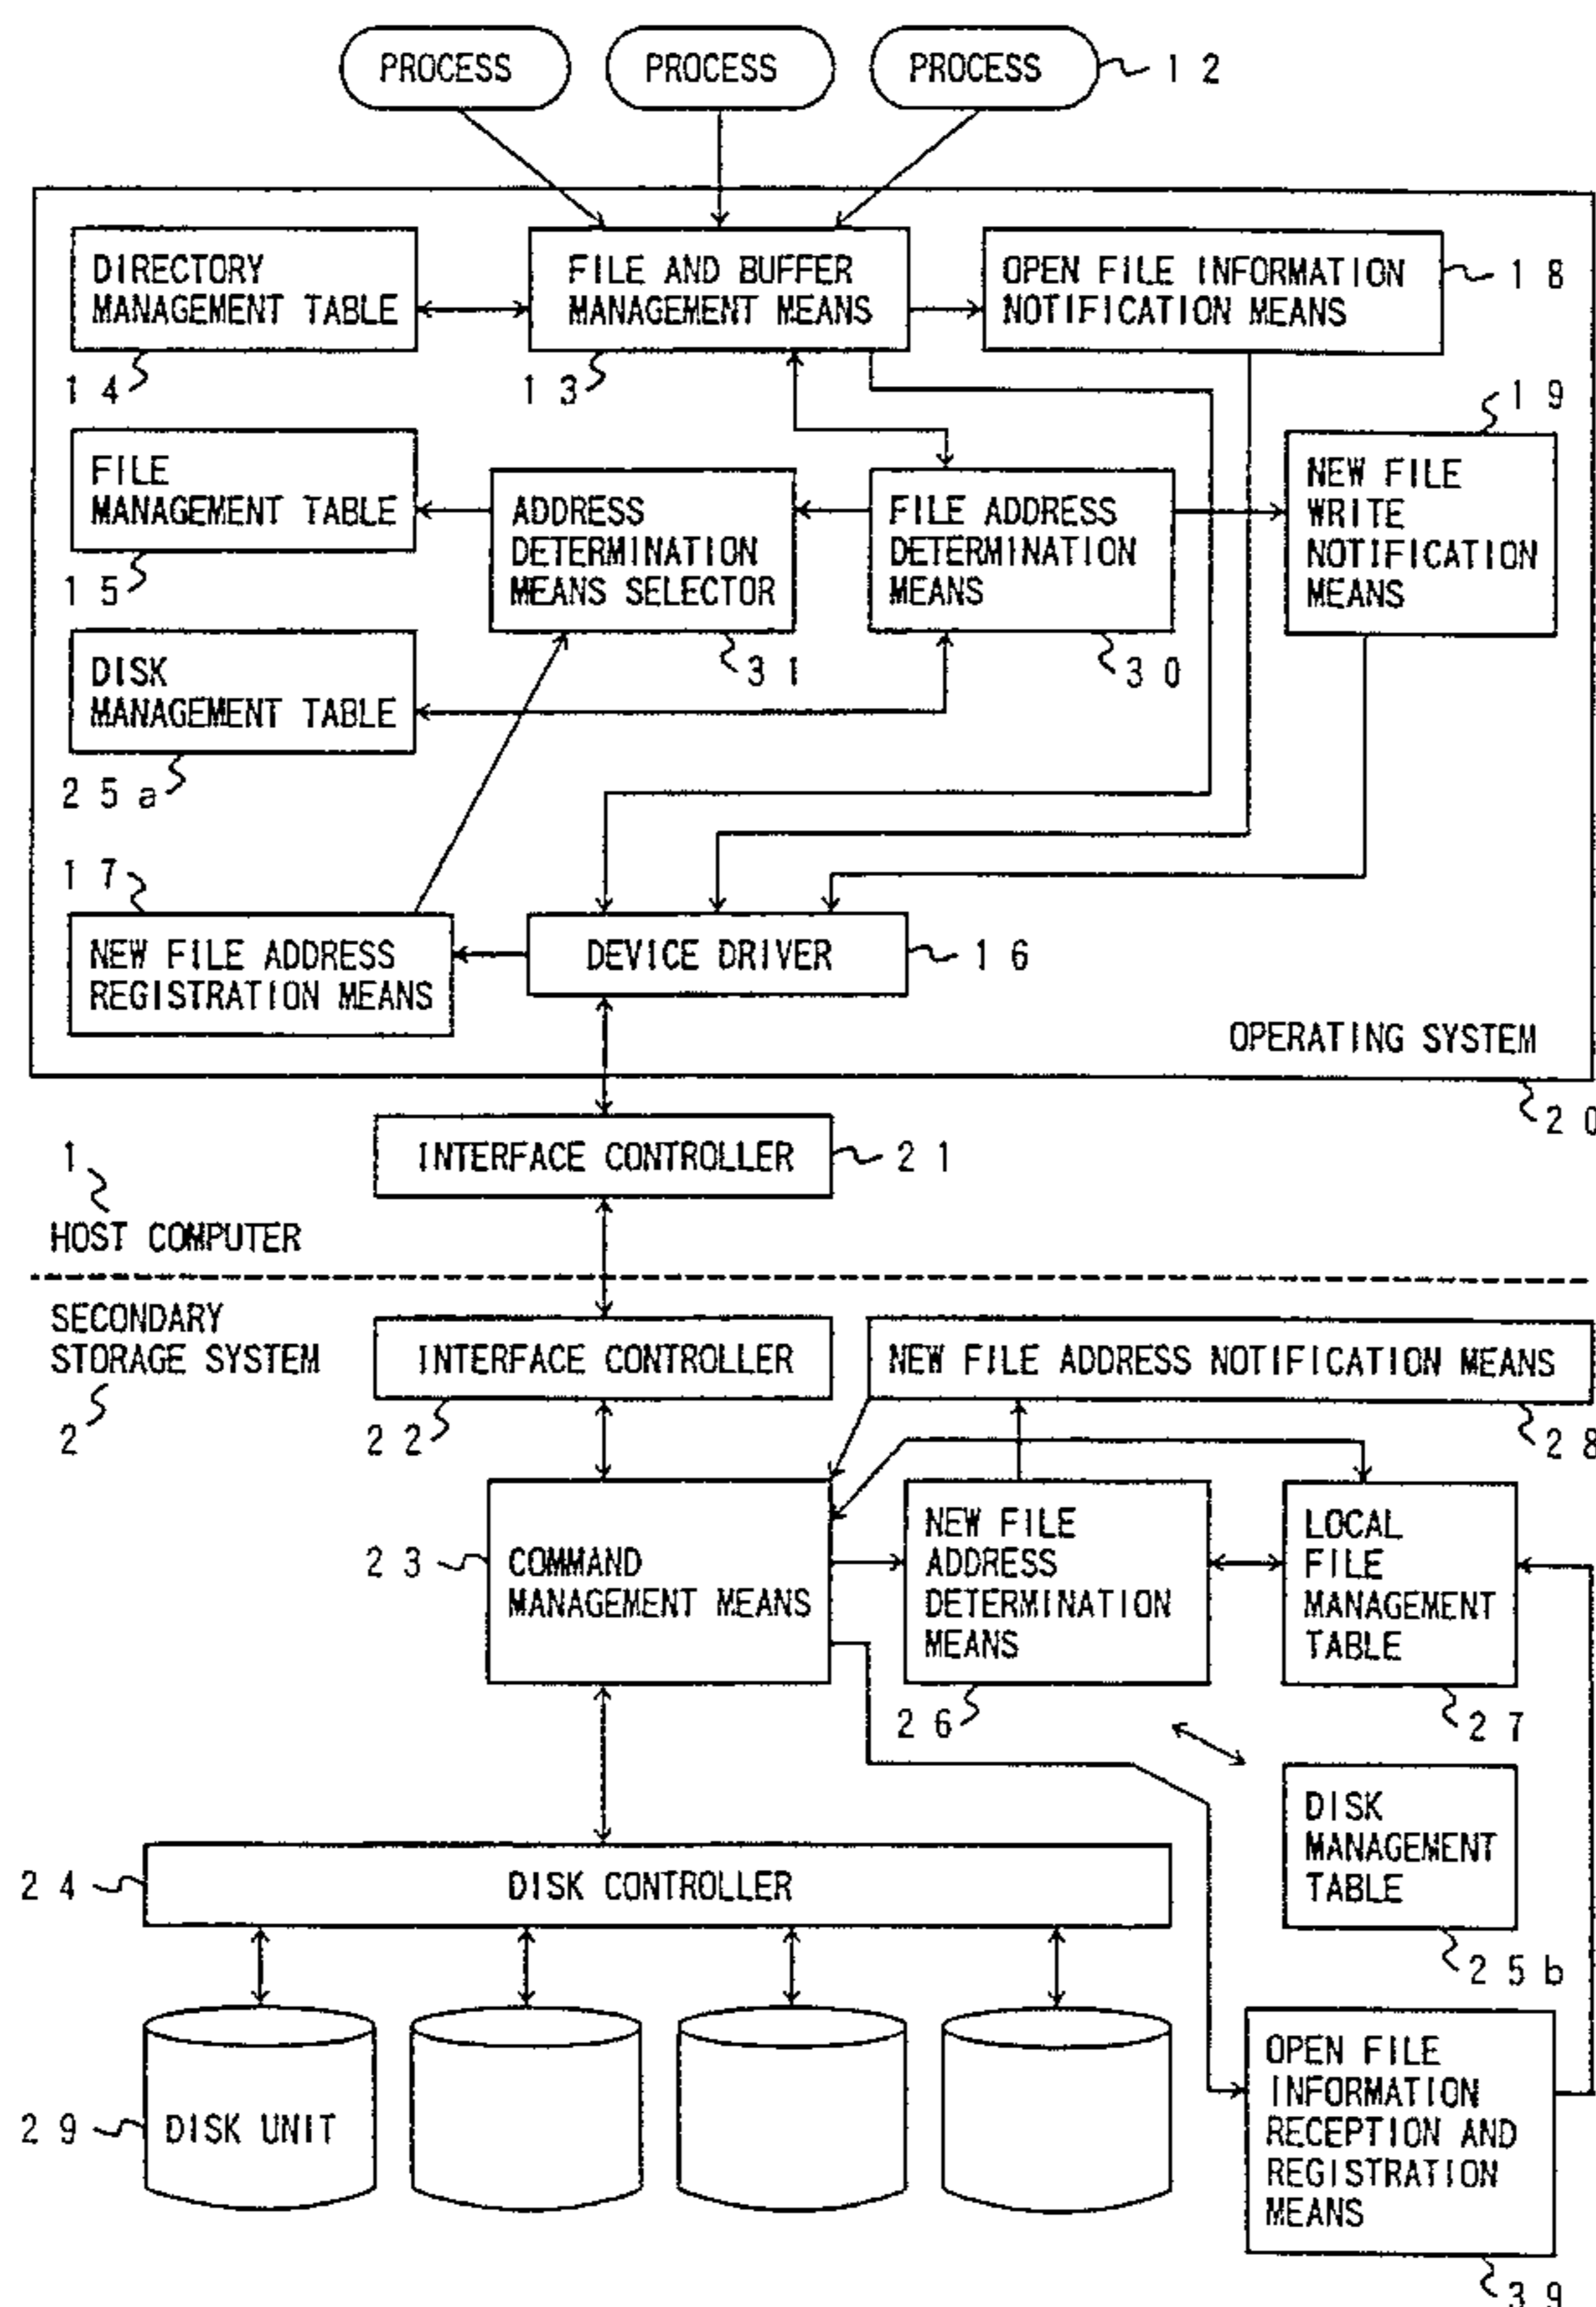 PROCESS
PROCESS
PROCESS
12
DIRECTORY
MANAGEMENT TABLE
14
FILE AND BUFFER
MANAGEMENT MEANS
13
OPEN FILE INFORMATION
NOTIFICATION MEANS
18
19
FILE
MANAGEMENT TABLE
15
ADDRESS
DETERMINATION
MEANS SELECTOR
31
FILE ADDRESS
DETERMINATION
MEANS
30
NEW FILE
WRITE
NOTIFICATION
MEANS
DISK
MANAGEMENT TABLE
25a
17
NEW FILE ADDRESS
REGISTRATION MEANS
DEVICE DRIVER
16
OPERATING SYSTEM
20
INTERFACE CONTROLLER
21
1
HOST COMPUTER
SECONDARY
STORAGE SYSTEM
2
INTERFACE CONTROLLER
22
NEW FILE ADDRESS NOTIFICATION MEANS
28
23
COMMAND
MANAGEMENT MEANS
NEW FILE
ADDRESS
DETERMINATION
MEANS
26
LOCAL
FILE
MANAGEMENT
TABLE
27
DISK
MANAGEMENT
TABLE
25b
24
DISK CONTROLLER
29
DISK UNIT
OPEN FILE
INFORMATION
RECEPTION AND
REGISTRATION
MEANS
39